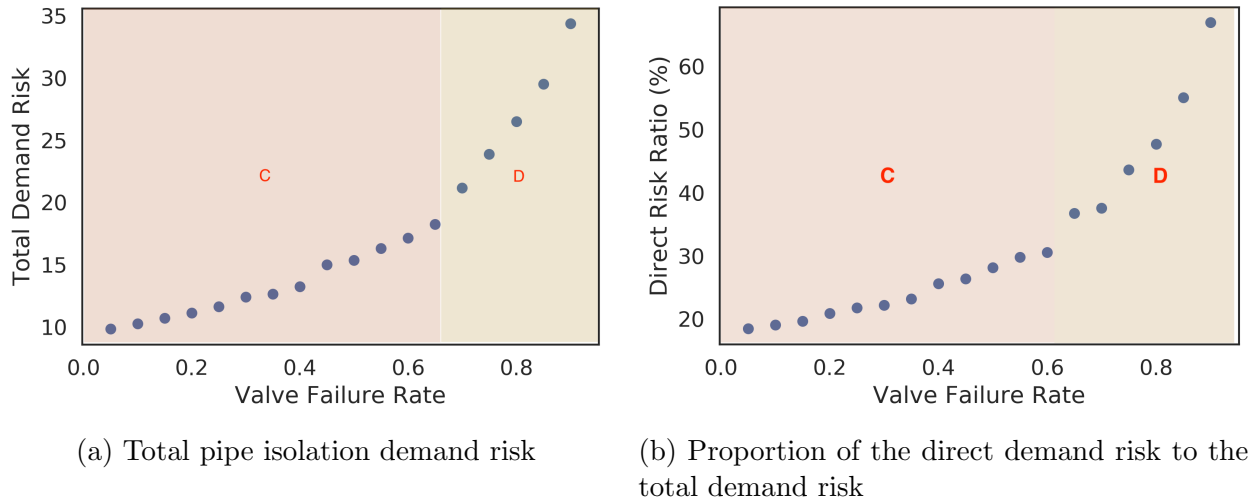 35
30
25
20
15
10
Total Demand Risk
C
D
0.0 0.2 0.4 0.6 0.8
Valve Failure Rate
(a) Total pipe isolation demand risk
60
50
40
30
20
Direct Risk Ratio (%)
C
D
0.0 0.2 0.4 0.6 0.8
Valve Failure Rate
(b) Proportion of the direct demand risk to the
total demand risk